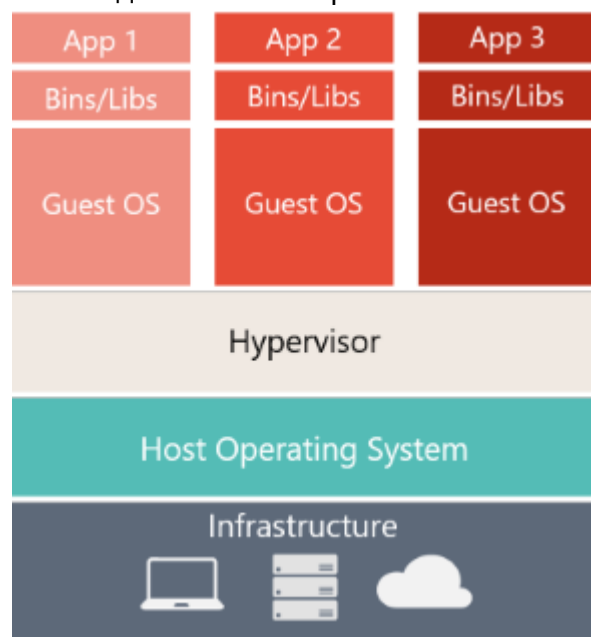 App 1
App 2
App 3
Bins/Libs
Bins/Libs
Bins/Libs
Guest OS
Guest OS
Guest OS
Hypervisor
Host Operating System
Infrastructure